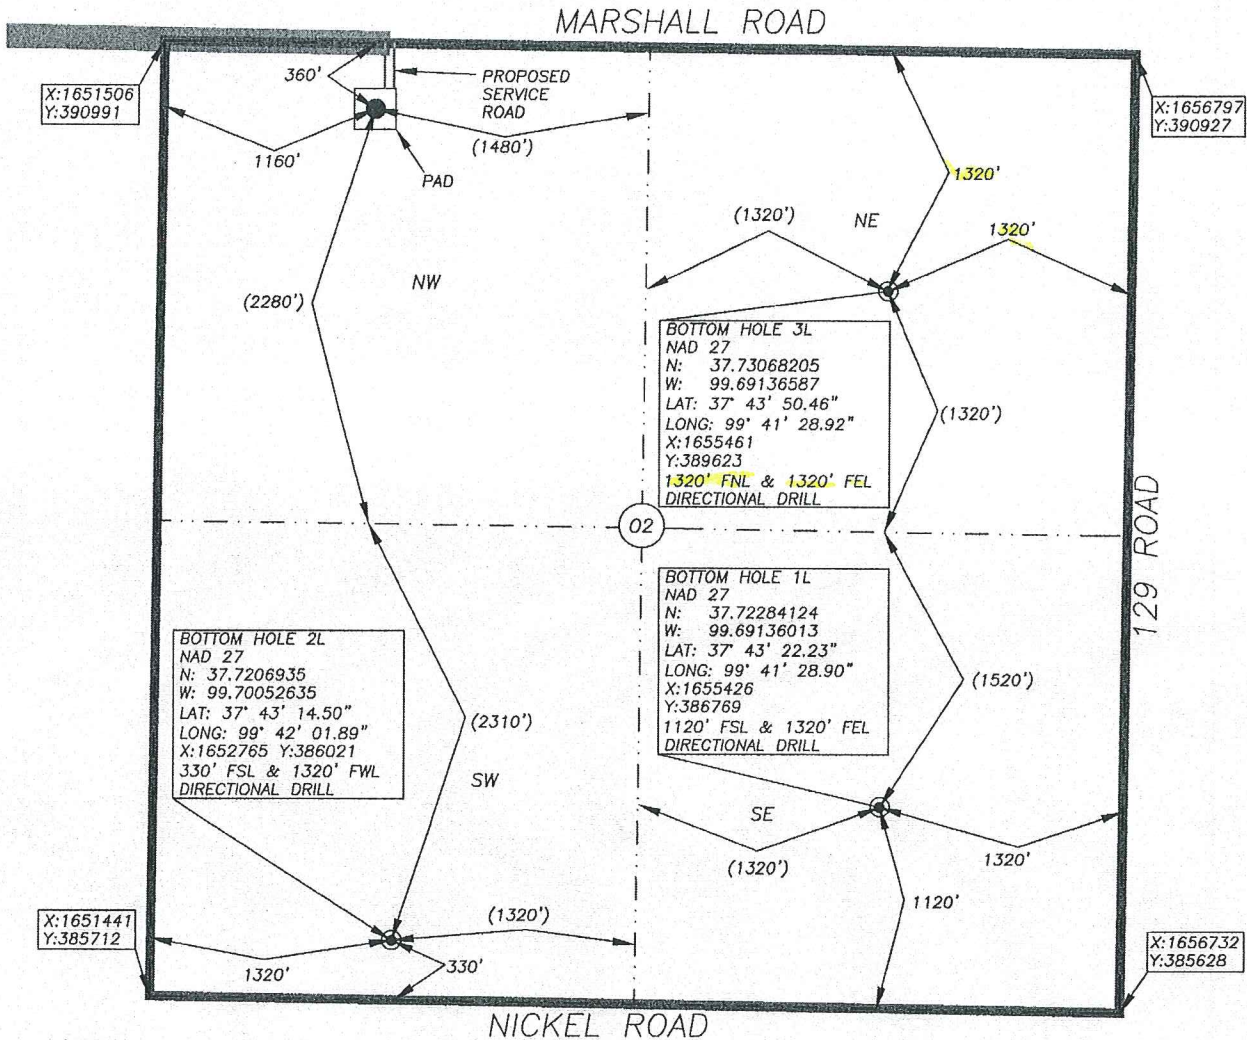 MARSHALL ROAD
X:1651506
Y:390991
360'
PROPOSED
SERVICE
ROAD
X:1656797
Y:390927
1160'
(1480')
PAD
1320'
(1320')
NE
1320'
NW
(2280')
BOTTOM HOLE 3L
NAD 27
N: 37.73068205
W: 99.69136587
LAT: 37° 43' 50.46"
LONG: 99° 41' 28.92"
X:1655461
Y:389623
1320' FNL & 1320' FEL
DIRECTIONAL DRILL
(1320')
02
129 ROAD
BOTTOM HOLE 1L
NAD 27
N: 37.72284124
W: 99.69136013
LAT: 37° 43' 22.23"
LONG: 99° 41' 28.90"
X:1655426
Y:386769
1120' FSL & 1320' FEL
DIRECTIONAL DRILL
(1520')
BOTTOM HOLE 2L
NAD 27
N: 37.7206935
W: 99.70052635
LAT: 37° 43' 14.50"
LONG: 99° 42' 01.89"
X:1652765 Y:386021
330' FSL & 1320' FWL
DIRECTIONAL DRILL
(2310')
SW
SE
(1320')
1320'
1120'
X:1651441
Y:385712
(1320')
1320'
330'
X:1656732
Y:385628
NICKEL ROAD